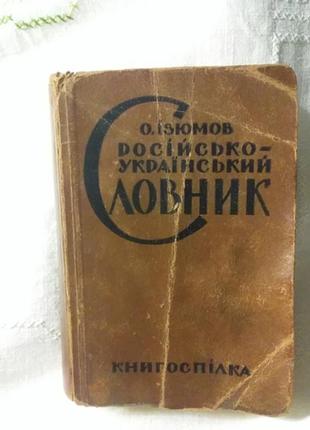 О. ІЗЮМОВ
РОСІЙСЬКО-
УКРАЇНСЬКИЙ
СЛОВНИК
КНИГОСПІЛКА